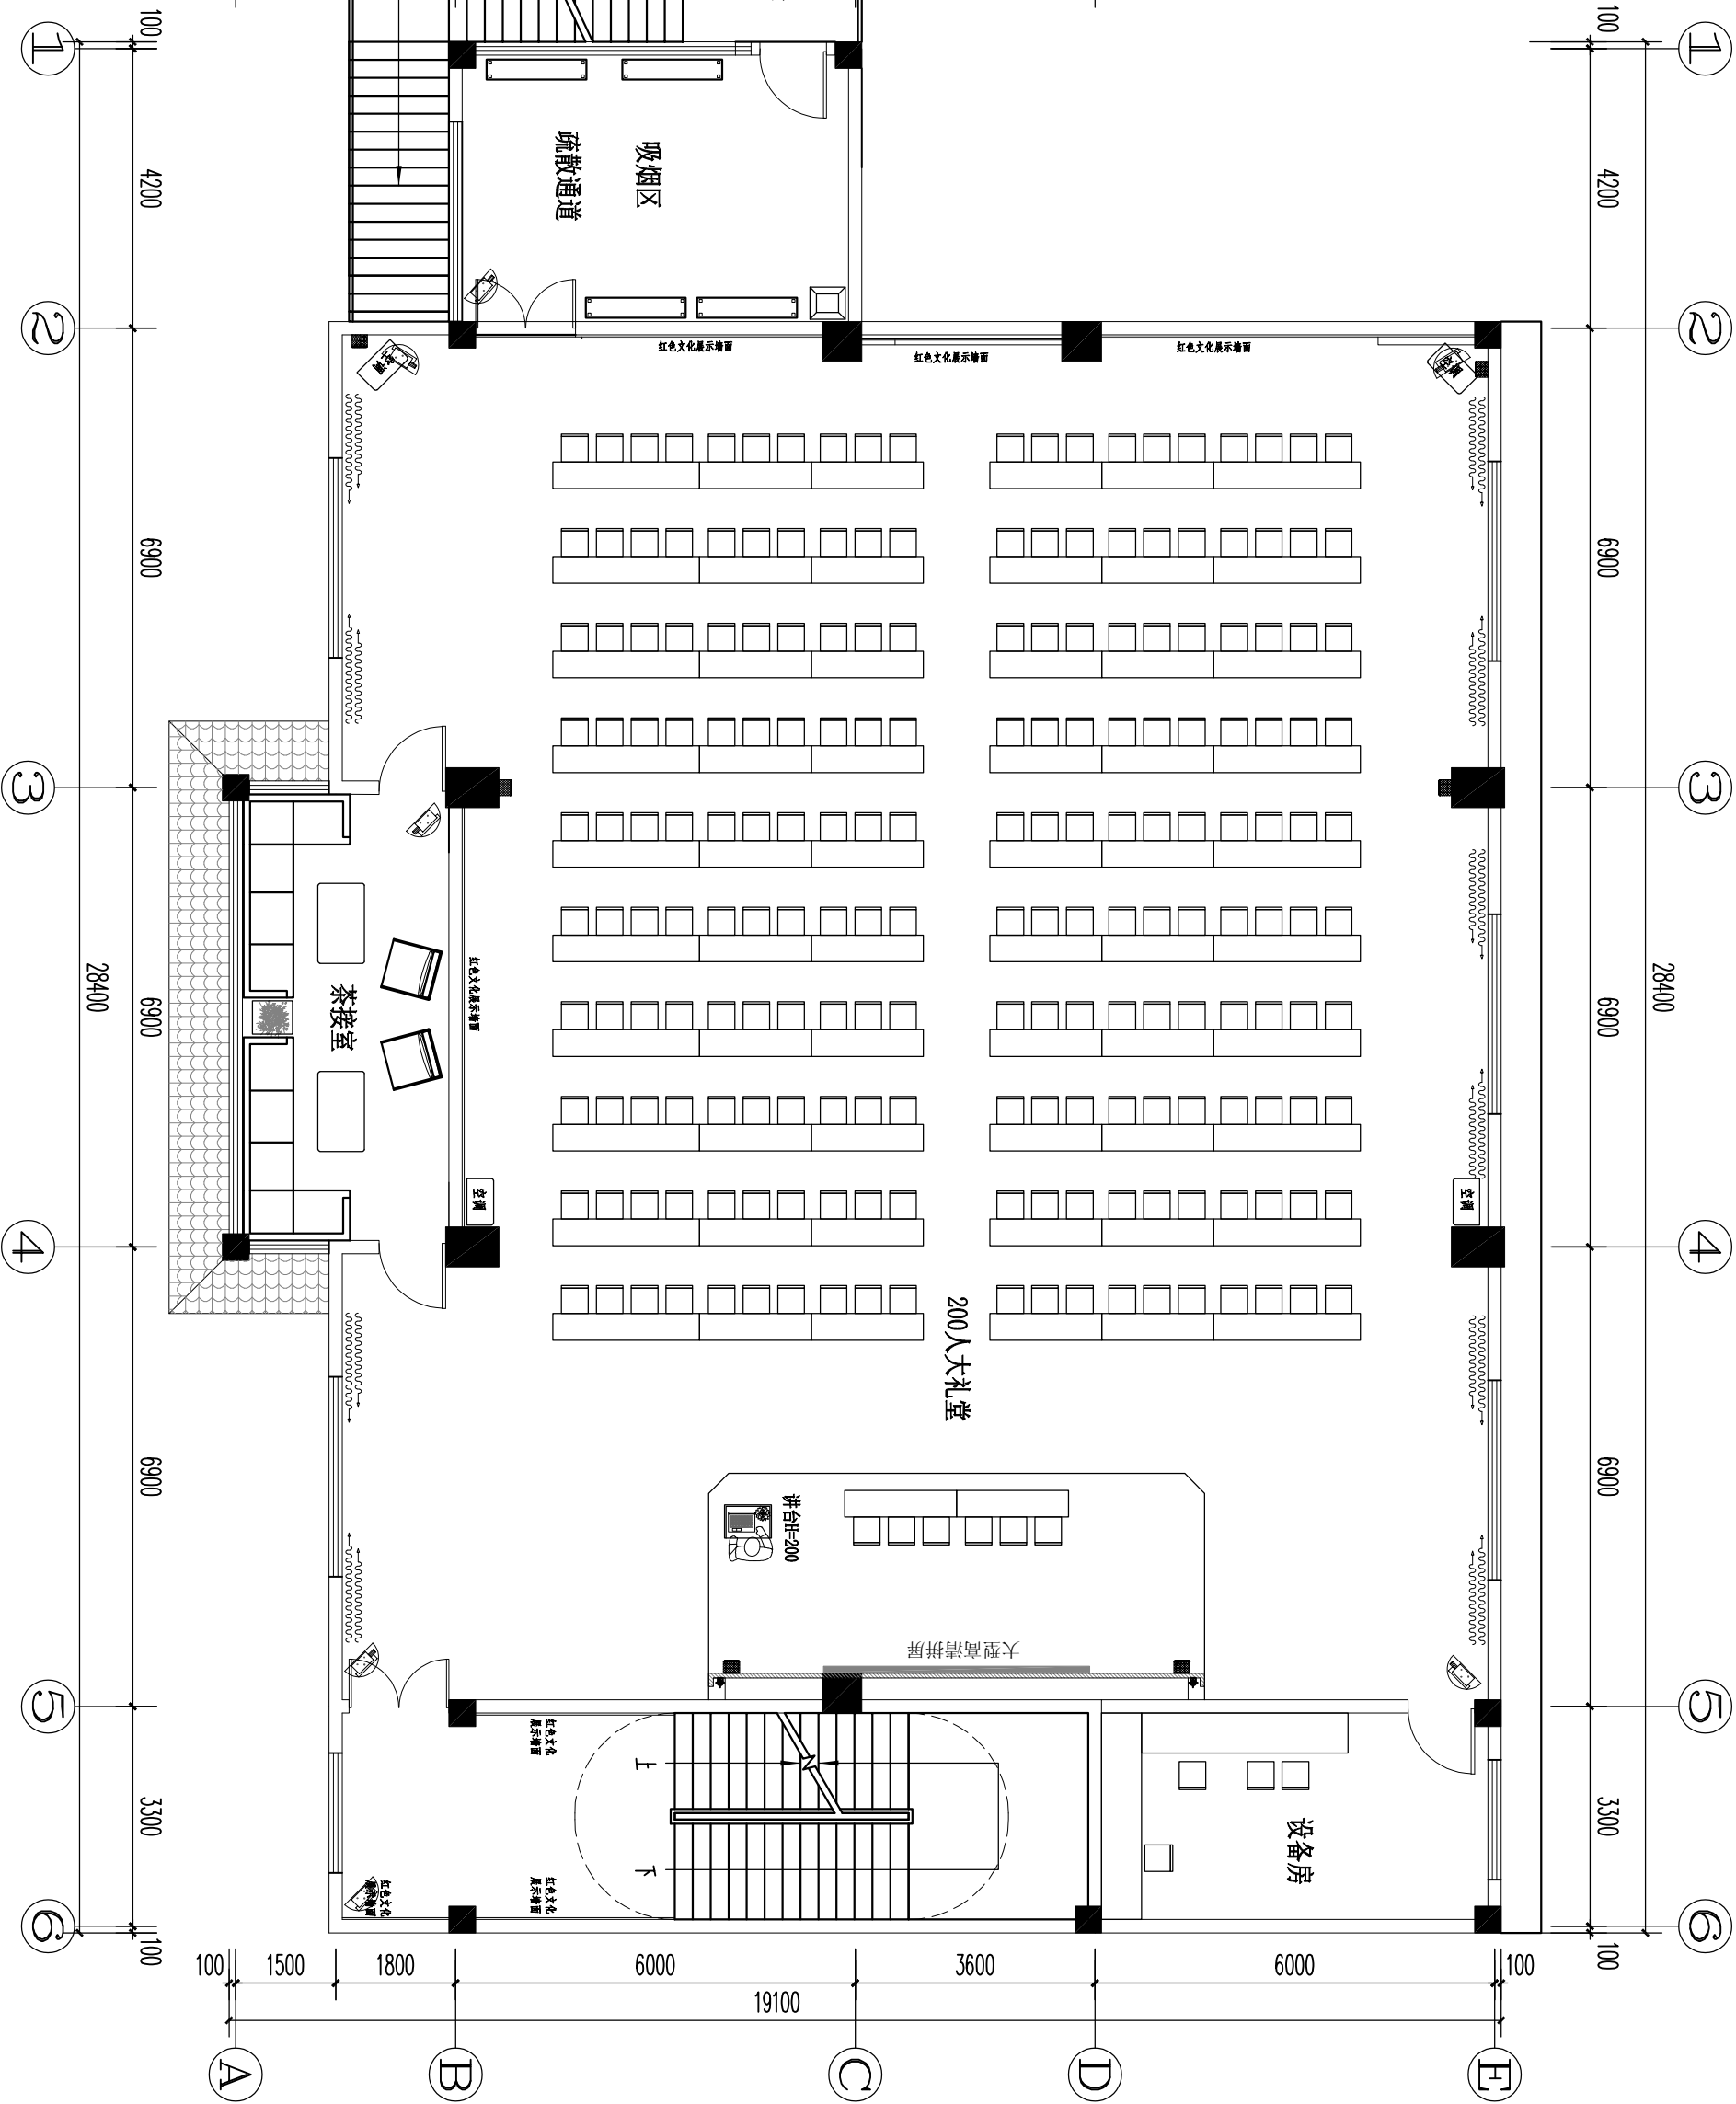 1
100
100
1
4200
疏散通道
吸烟区
4200
2
2
红色文化展示墙面
红色文化展示墙面
红色文化展示墙面
空调
空调
6900
6900
3
3
28400
28400
茶接室
红色文化展示墙面
6900
6900
空调
空调
4
4
200人大礼堂
6900
6900
讲台H=200
大型高清拼屏
5
5
红色文化
展示墙面
上
3300
3300
设备房
下
红色文化
展示墙面
红色文化
展示墙面
6
6
100
100
100
1500
1800
6000
3600
6000
100
19100
A
B
C
D
E